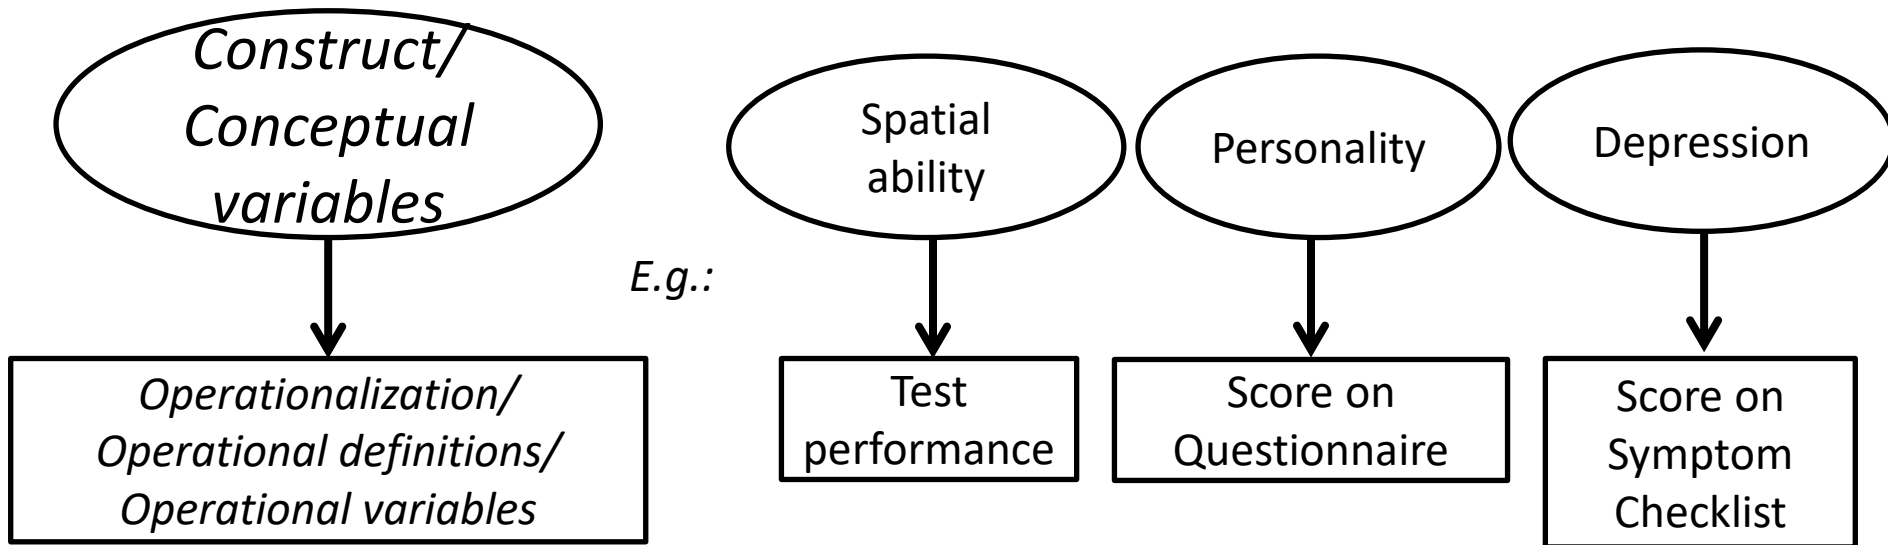 Construct/
Conceptual
variables
Operationalization/
Operational definitions/
Operational variables
E.g.:
Spatial
ability
Test
performance
Personality
Score on
Questionnaire
Depression
Score on
Symptom
Checklist